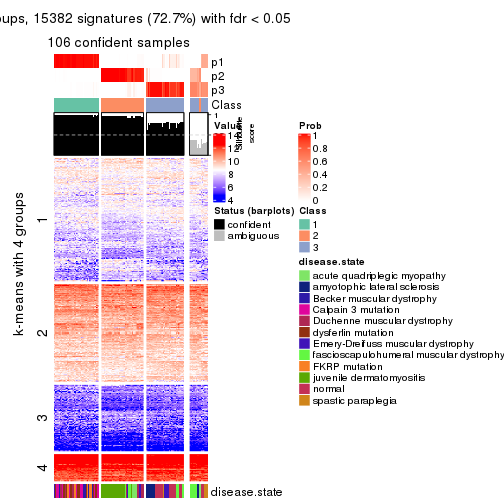 oups, 15382 signatures (72.7%) with fdr < 0.05
106 confident samples
p1
p2
p3
Class
1
silhouette
score
k-means with 4 groups
1
2
3
4
disease.state
Value
14
12
10
8
6
4
Prob
1
0.8
0.6
0.4
0.2
0
Status (barplots)
confident
ambiguous
Class
1
2
3
disease.state
acute quadriplegic myopathy
amyotophic lateral sclerosis
Becker muscular dystrophy
Calpain 3 mutation
Duchenne muscular dystrophy
dysferlin mutation
Emery-Dreifuss muscular dystrophy
fascioscapulohumeral muscular dystrophy
FKRP mutation
juvenile dermatomyositis
normal
spastic paraplegia